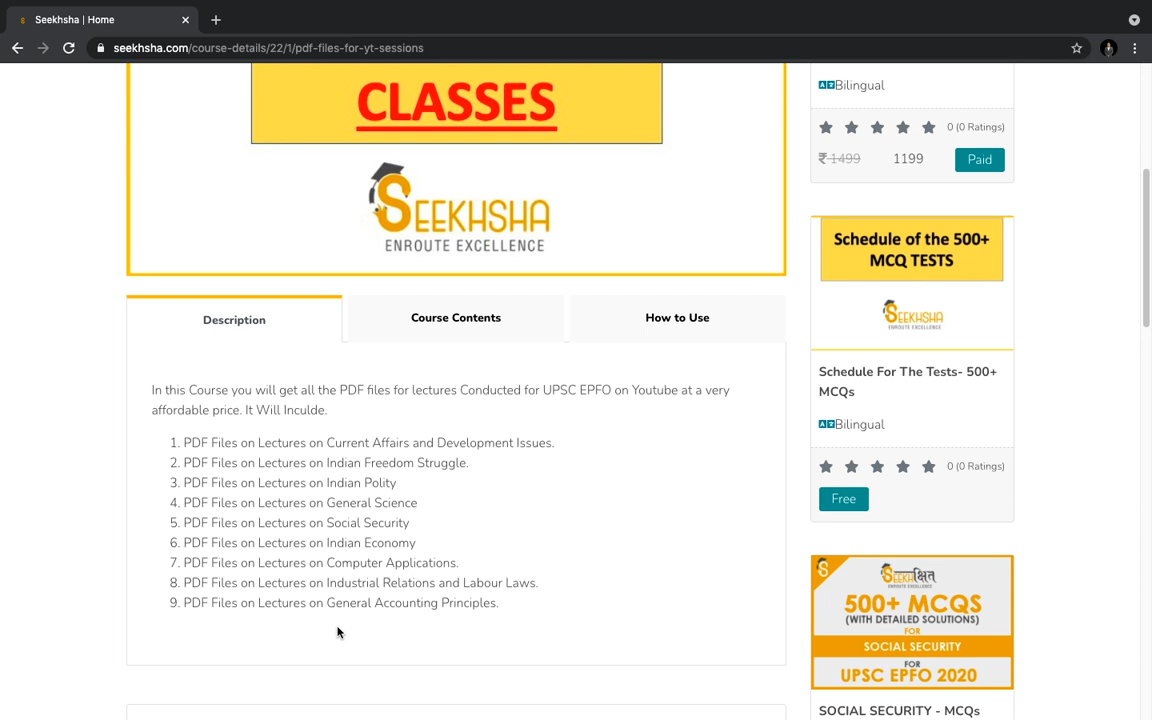 Seekhsha | Home
seekhsha.com/course-details/22/1/pdf-files-for-yt-sessions
CLASSES
SEEKHSHA
ENROUTE EXCELLENCE
Description
Course Contents
How to Use
In this Course you will get all the PDF files for lectures Conducted for UPSC EPFO on Youtube at a very
affordable price. It Will Inculde.
1. PDF Files on Lectures on Current Affairs and Development Issues.
2. PDF Files on Lectures on Indian Freedom Struggle.
3. PDF Files on Lectures on Indian Polity
4. PDF Files on Lectures on General Science
5. PDF Files on Lectures on Social Security
6. PDF Files on Lectures on Indian Economy
7. PDF Files on Lectures on Computer Applications.
8. PDF Files on Lectures on Industrial Relations and Labour Laws.
9. PDF Files on Lectures on General Accounting Principles.
Bilingual
0 (0 Ratings)
₹ 1499 1199 Paid
Schedule of the 500+
MCQ TESTS
SEEKHSHA
ENROUTE EXCELLENCE
Schedule For The Tests- 500+
MCQs
Bilingual
0 (0 Ratings)
Free
SEEKक्षित
500+ MCQS
(WITH DETAILED SOLUTIONS)
FOR
SOCIAL SECURITY
FOR
UPSC EPFO 2020
SOCIAL SECURITY - MCQs